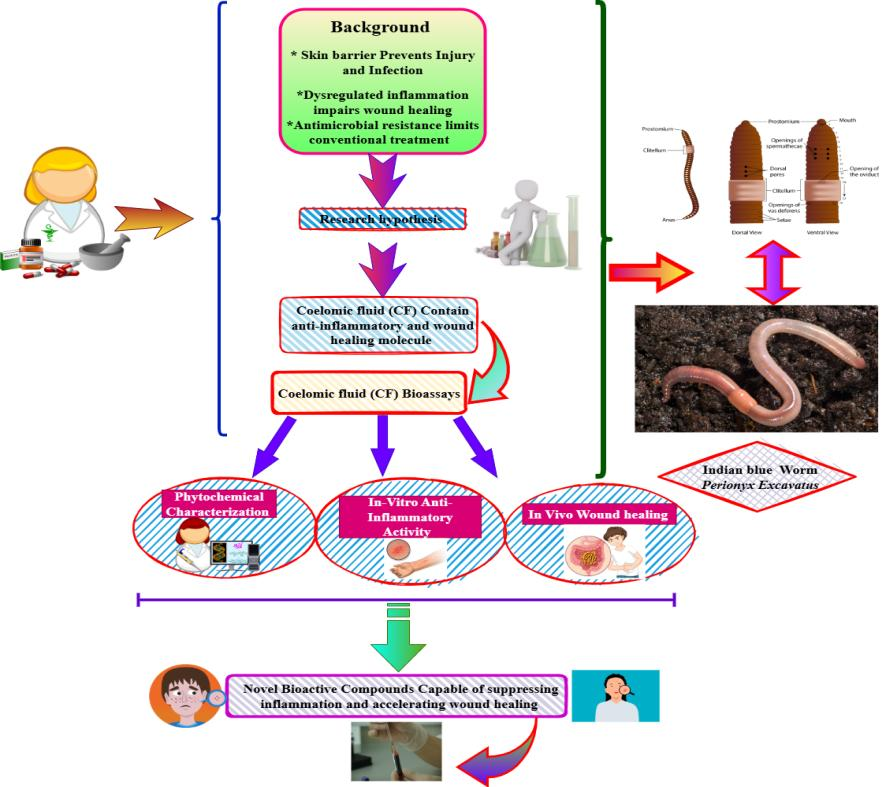 Background
* Skin barrier Prevents Injury
and Infection
*Dysregulated inflammation
impairs wound healing
*Antimicrobial resistance limits
conventional treatment
Research hypothesis
Coelomic fluid (CF) Contain
anti-inflammatory and wound
healing molecule
Coelomic fluid (CF) Bioassays
Phytochemical
Characterization
In-Vitro Anti-
Inflammatory
Activity
In Vivo Wound healing
Novel Bioactive Compounds Capable of suppressing
inflammation and accelerating wound healing
Prostomium
Clitellum
Anus
Prostomium
Mouth
Openings of
spermathecae
Dorsal
pores
Opening of
the oviduct
Clitellum
Openings of
vas deferens
Setae
Dorsal View
Ventral View
Indian blue Worm
Perionyx Excavatus